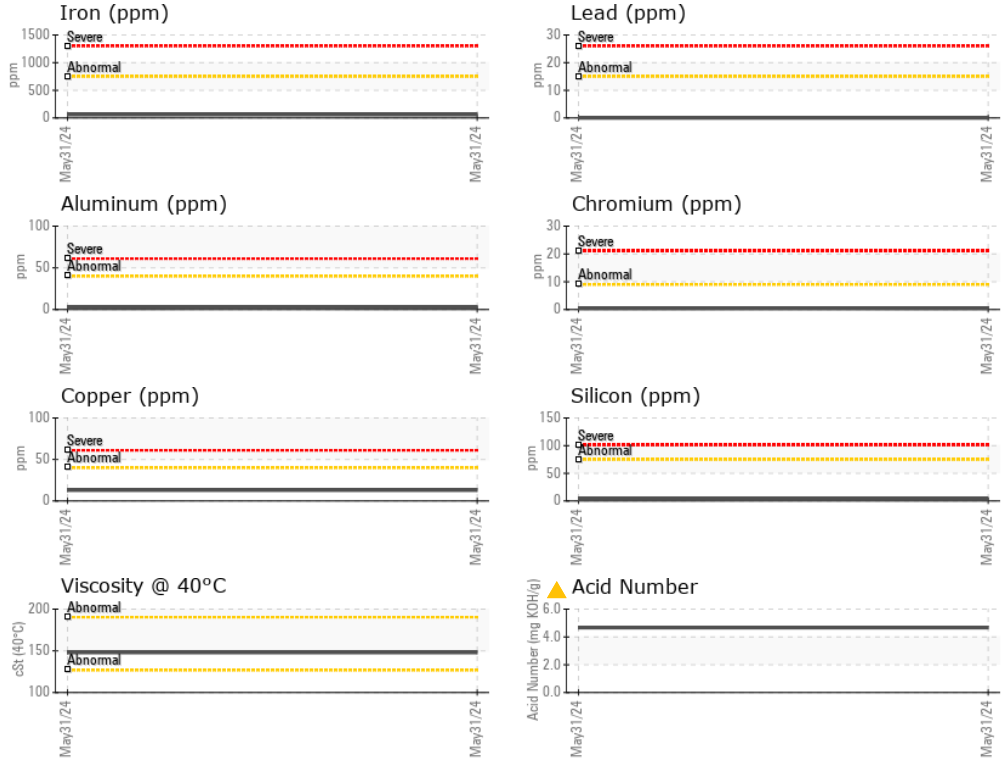 Iron (ppm)
1500
1000
500
0
ppm
Severe
Abnormal
May31/24
May31/24
Lead (ppm)
30
20
10
0
ppm
Severe
Abnormal
May31/24
May31/24
Aluminum (ppm)
100
50
0
ppm
Severe
Abnormal
May31/24
May31/24
Chromium (ppm)
30
20
10
0
ppm
Severe
Abnormal
May31/24
May31/24
Copper (ppm)
100
50
0
ppm
Severe
Abnormal
May31/24
May31/24
Silicon (ppm)
150
100
50
0
ppm
Severe
Abnormal
May31/24
May31/24
Viscosity @ 40°C
200
150
100
cSt (40°C)
Abnormal
Abnormal
May31/24
May31/24
Acid Number
6.0
4.0
2.0
0.0
Acid Number (mg KOH/g)
May31/24
May31/24